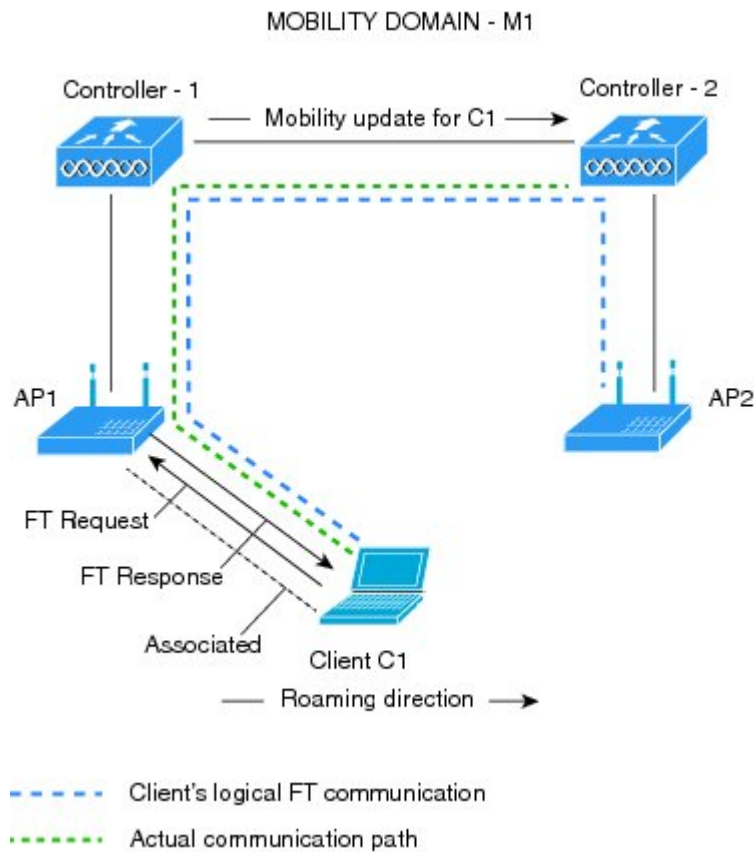 MOBILITY DOMAIN - M1
Controller - 1
Controller - 2
Mobility update for C1
AP1
AP2
FT Request
FT Response
Associated
Client C1
Roaming direction
Client's logical FT communication
Actual communication path